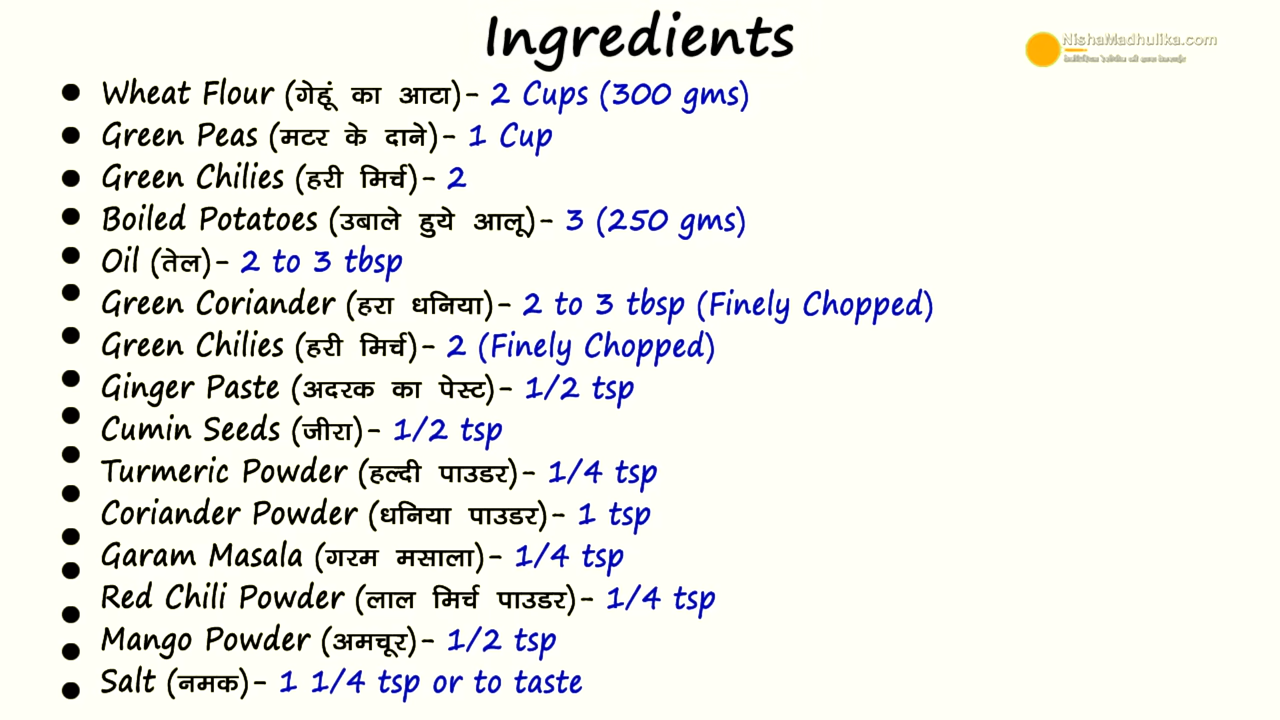 Ingredients
NishaMadhulika.com
• Wheat Flour (गेहूं का आटा)- 2 Cups (300 gms)
• Green Peas (मटर के दाने)- 1 Cup
• Green Chilies (हरी मिर्च)- 2
• Boiled Potatoes (उबाले हुये आलू)- 3 (250 gms)
• Oil (तेल)- 2 to 3 tbsp
• Green Coriander (हरा धनिया)- 2 to 3 tbsp (Finely Chopped)
• Green Chilies (हरी मिर्च)- 2 (Finely Chopped)
• Ginger Paste (अदरक का पेस्ट)- 1/2 tsp
• Cumin Seeds (जीरा)- 1/2 tsp
• Turmeric Powder (हल्दी पाउडर)- 1/4 tsp
• Coriander Powder (धनिया पाउडर)- 1 tsp
• Garam Masala (गरम मसाला)- 1/4 tsp
• Red Chili Powder (लाल मिर्च पाउडर)- 1/4 tsp
• Mango Powder (अमचूर)- 1/2 tsp
• Salt (नमक)- 1 1/4 tsp or to taste